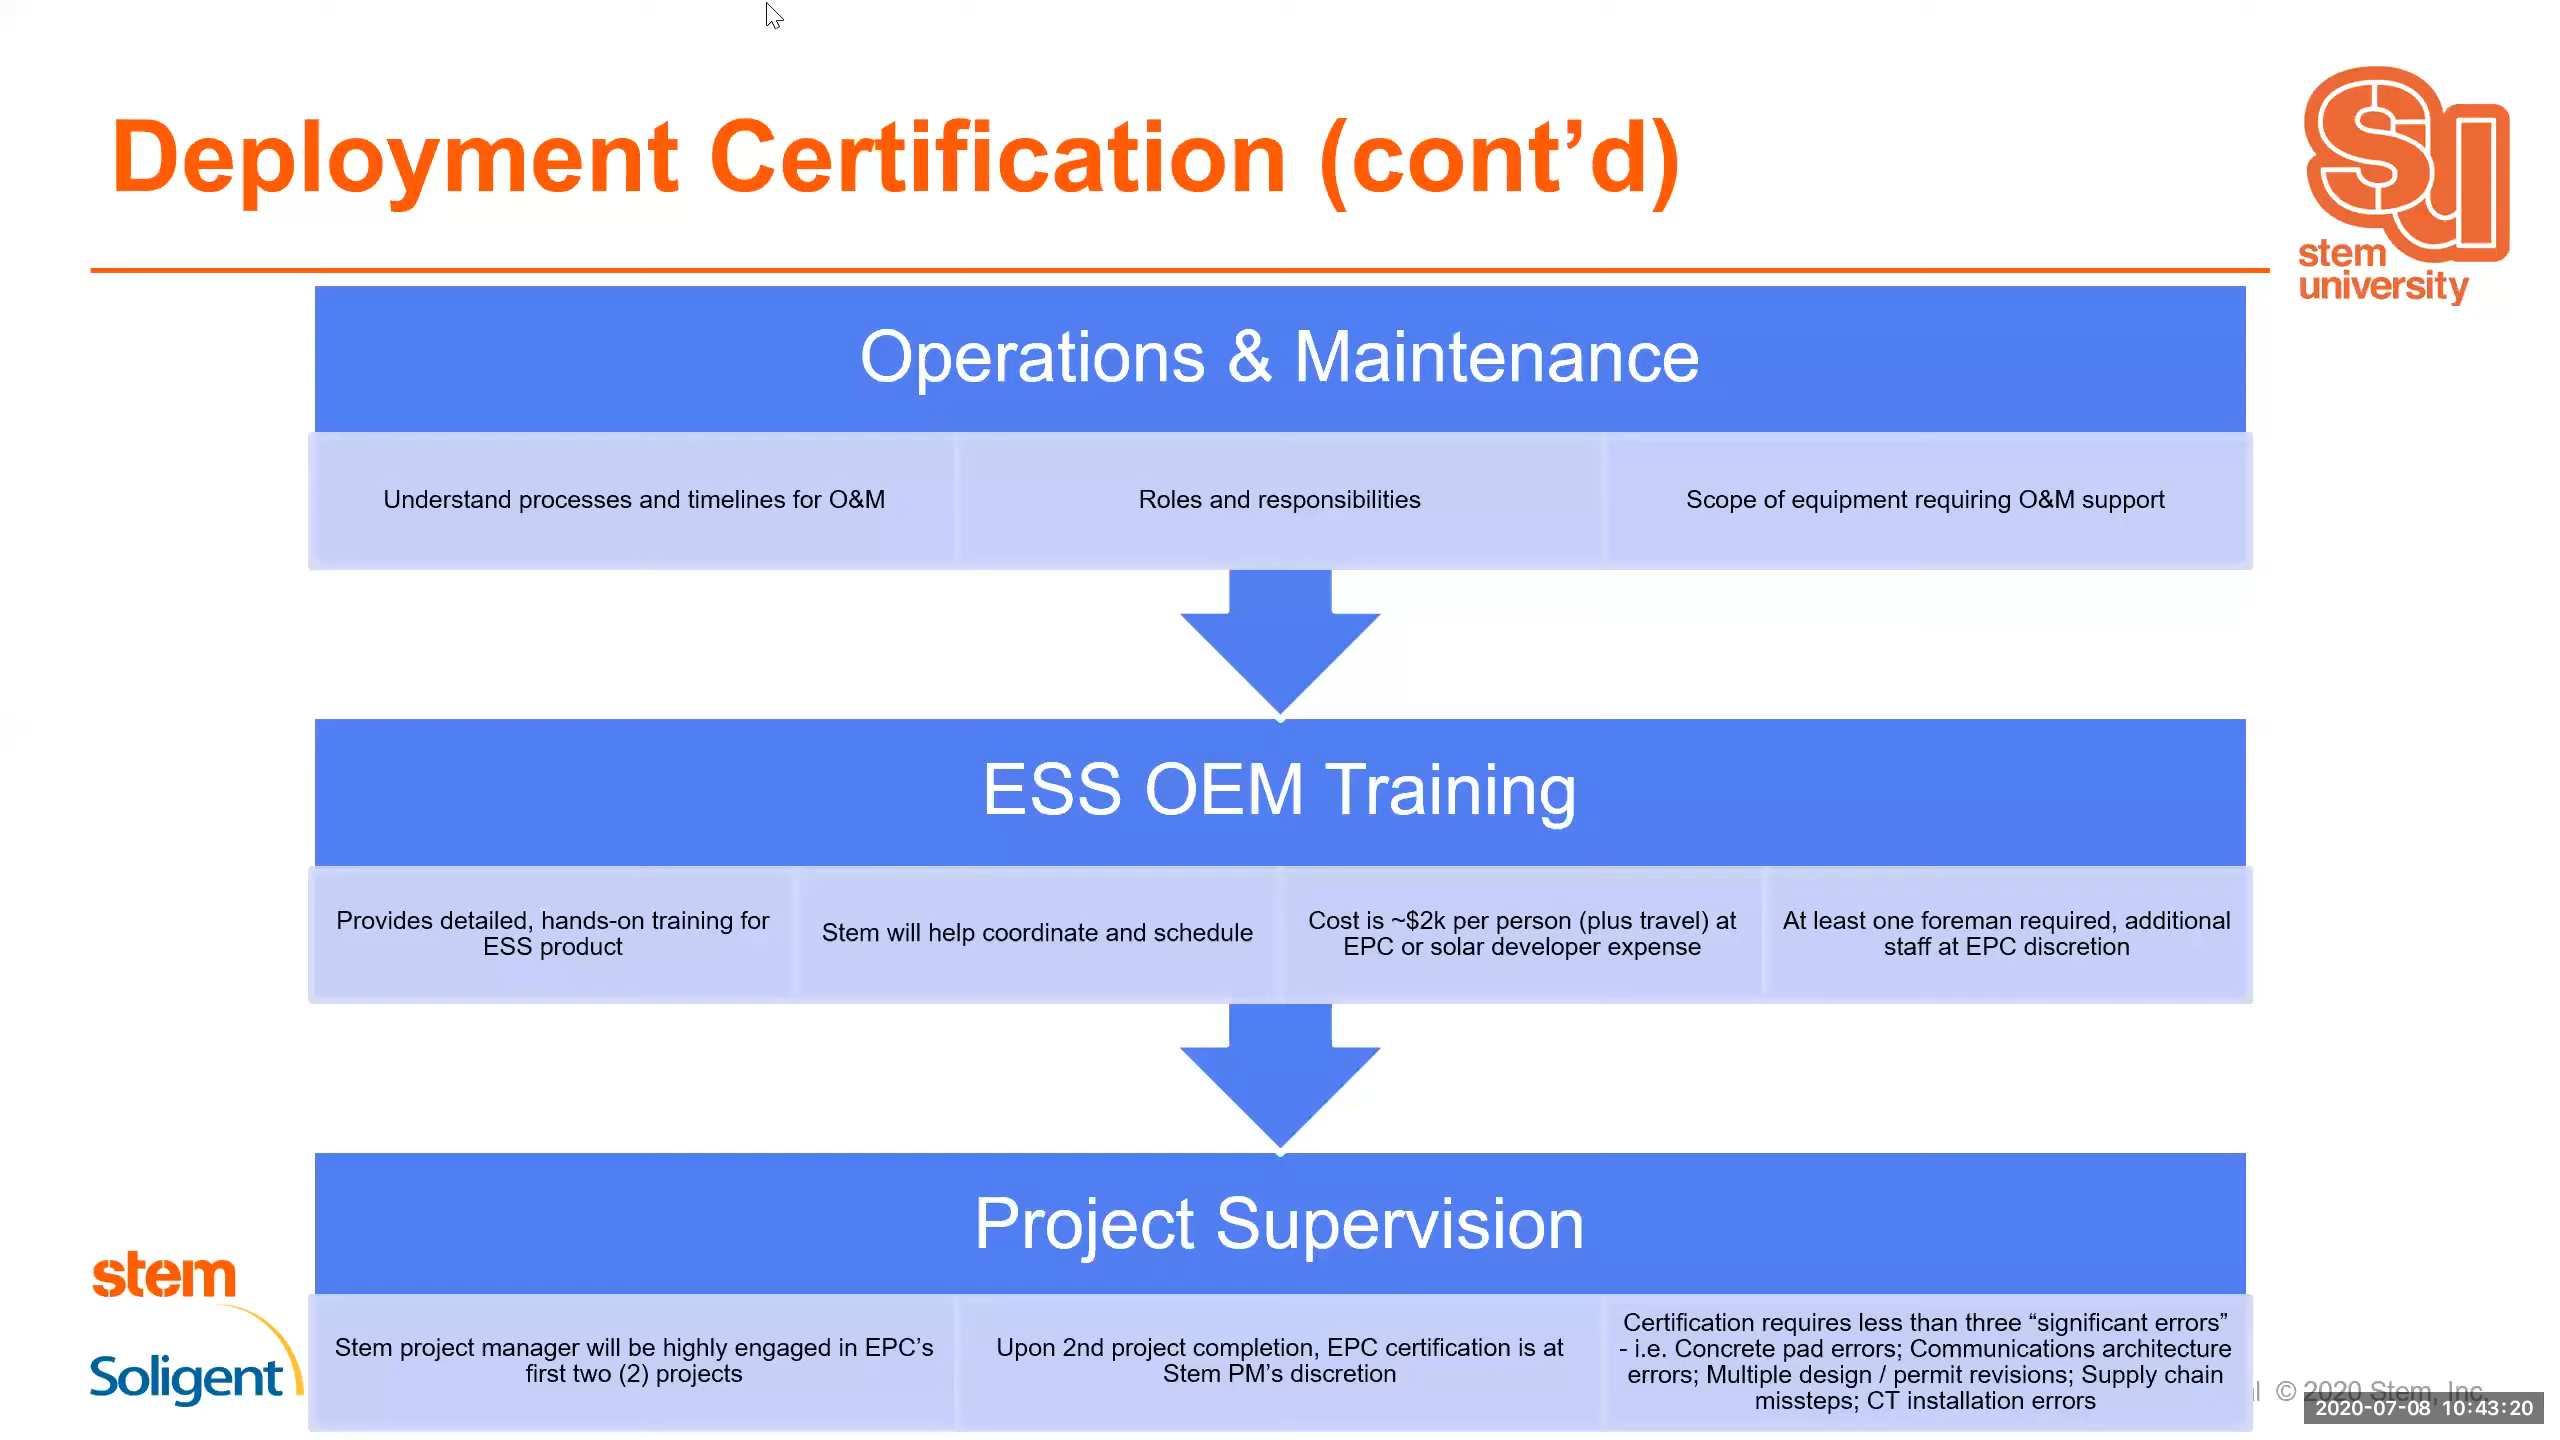 Deployment Certification (cont’d)
stem
university
Operations & Maintenance
Understand processes and timelines for O&M
Roles and responsibilities
Scope of equipment requiring O&M support
ESS OEM Training
Provides detailed, hands-on training for
ESS product
Stem will help coordinate and schedule
Cost is ~$2k per person (plus travel) at
EPC or solar developer expense
At least one foreman required, additional
staff at EPC discretion
Project Supervision
Stem project manager will be highly engaged in EPC’s
first two (2) projects
Upon 2nd project completion, EPC certification is at
Stem PM’s discretion
Certification requires less than three “significant errors”
- i.e. Concrete pad errors; Communications architecture
errors; Multiple design / permit revisions; Supply chain
missteps; CT installation errors
stem
Soligent
© 2020 Stem, Inc.
2020-07-08 10:43:20